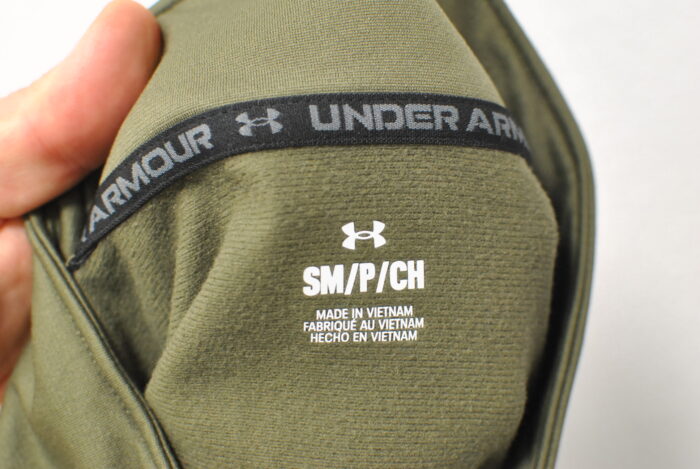 ARMOUR UNDER ARM
SM/P/CH
MADE IN VIETNAM
FABRIQUÉ AU VIETNAM
HECHO EN VIETNAM